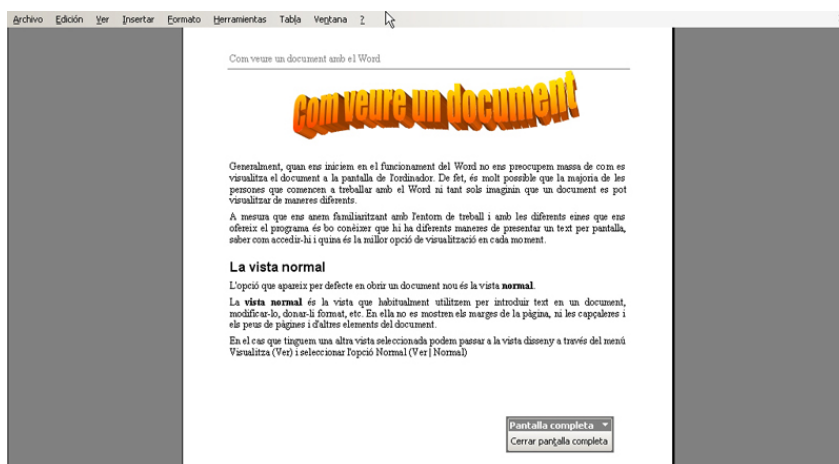 Archivo Edición Ver Insertar Formato Herramientas Tabla Ventana ?
Com veure un document amb el Word
Com veure un document
Generalment, quan ens iniciem en el funcionament del Word no ens preocupem massa de com es
visualitza el document a la pantalla de l'ordinador. De fet, és molt possible que la majoria de les
persones que comencen a treballar amb el Word ni tant sols imaginin que un document es pot
visualitzar de maneres diferents.
A mesura que ens anem familiaritzant amb l'entorn de treball i amb les diferents eines que ens
ofereix el programa és bo conèixer que hi ha diferents maneres de presentar un text per pantalla,
saber com accedir-hi i quina és la millor opció de visualització en cada moment.
La vista normal
L'opció que apareix per defecte en obrir un document nou és la vista normal.
La vista normal és la vista que habitualment utilitzem per introduir text en un document,
modificar-lo, donar-li format, etc. En ella no es mostren els marges de la pàgina, ni les capçaleres i
els peus de pàgines i d'altres elements del document.
En el cas que tinguem una altra vista seleccionada podem passar a la vista disseny a través del menú
Visualitza (Ver) i seleccionar l'opció Normal (Ver | Normal)
Pantalla completa
Cerrar pantalla completa